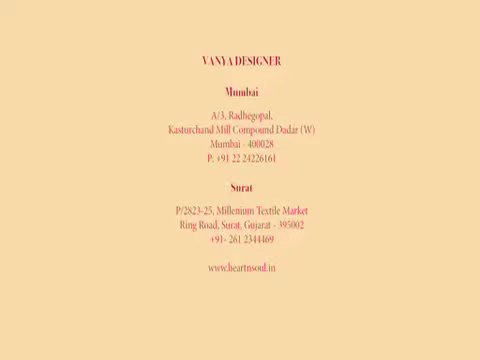 VANYA DESIGNER
Mumbai
A/3, Radhegopal,
Kasturchand Mill Compound Dadar (W)
Mumbai - 400028
P. +91 22 24226161
Surat
P/2823-25, Millenium Textile Market
Ring Road, Surat, Gujarat - 395002
+91- 261 2344469
www.heartnsoul.in